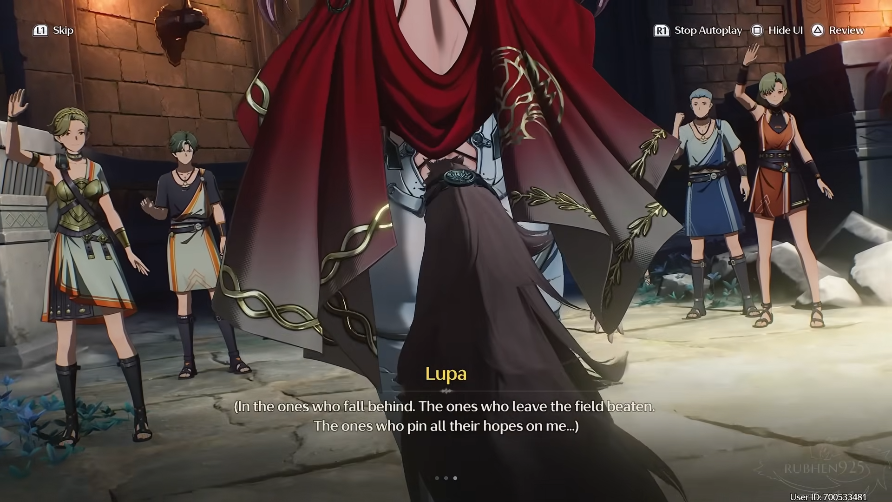 L1 Skip
R1 Stop Autoplay Hide UI Review
Lupa
(In the ones who fall behind. The ones who leave the field beaten.
The ones who pin all their hopes on me...)
RUBHEN925
User ID: 700533481